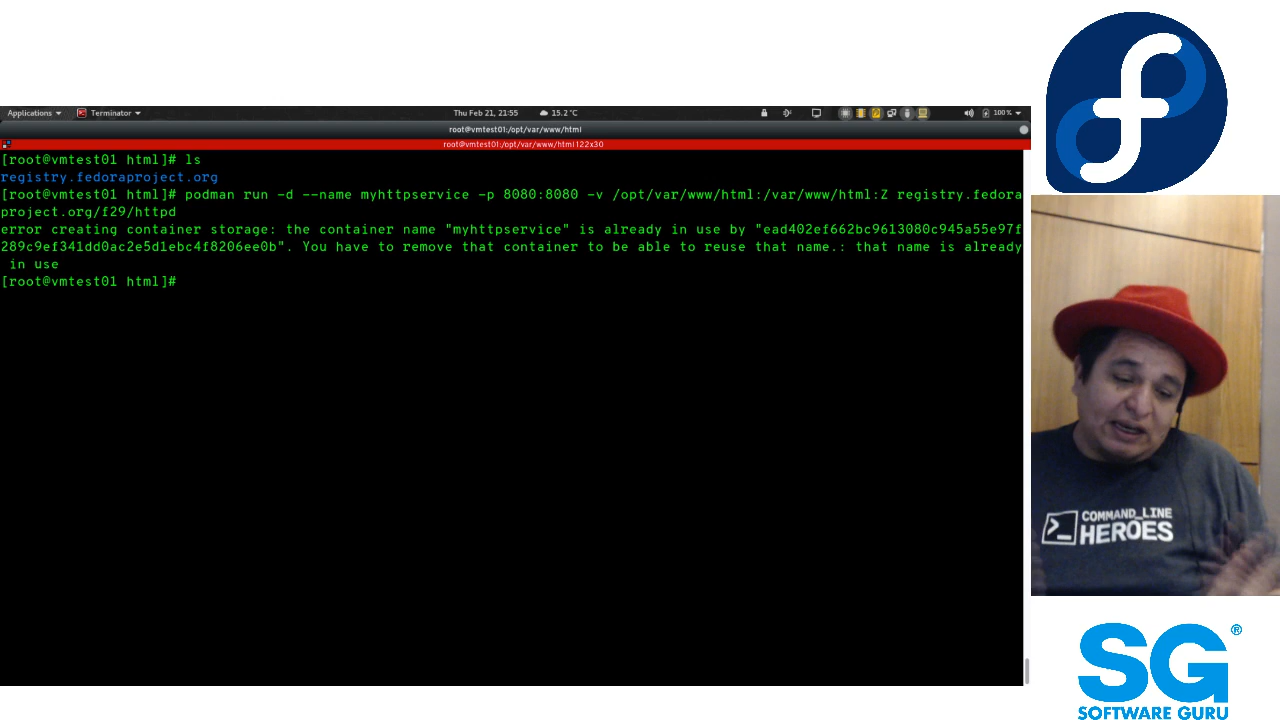 Applications
Terminator
Thu Feb 21, 21:55
15.2°C
100%
root@vmtest01:/opt/var/www/html
root@vmtest01:/opt/var/www/html 122x30
[root@vmtest01 html]# ls
registry.fedoraproject.org
[root@vmtest01 html]# podman run -d --name myhttpservice -p 8080:8080 -v /opt/var/www/html:/var/www/html:Z registry.fedora
project.org/f29/httpd
error creating container storage: the container name "myhttpservice" is already in use by "ead402ef662bc9613080c945a55e97f
289c9ef341dd0ac2e5d1ebc4f8206ee0b". You have to remove that container to be able to reuse that name.: that name is already
in use
[root@vmtest01 html]#
>_ COMMAND_LINE
HEROES
SG®
SOFTWARE GURU